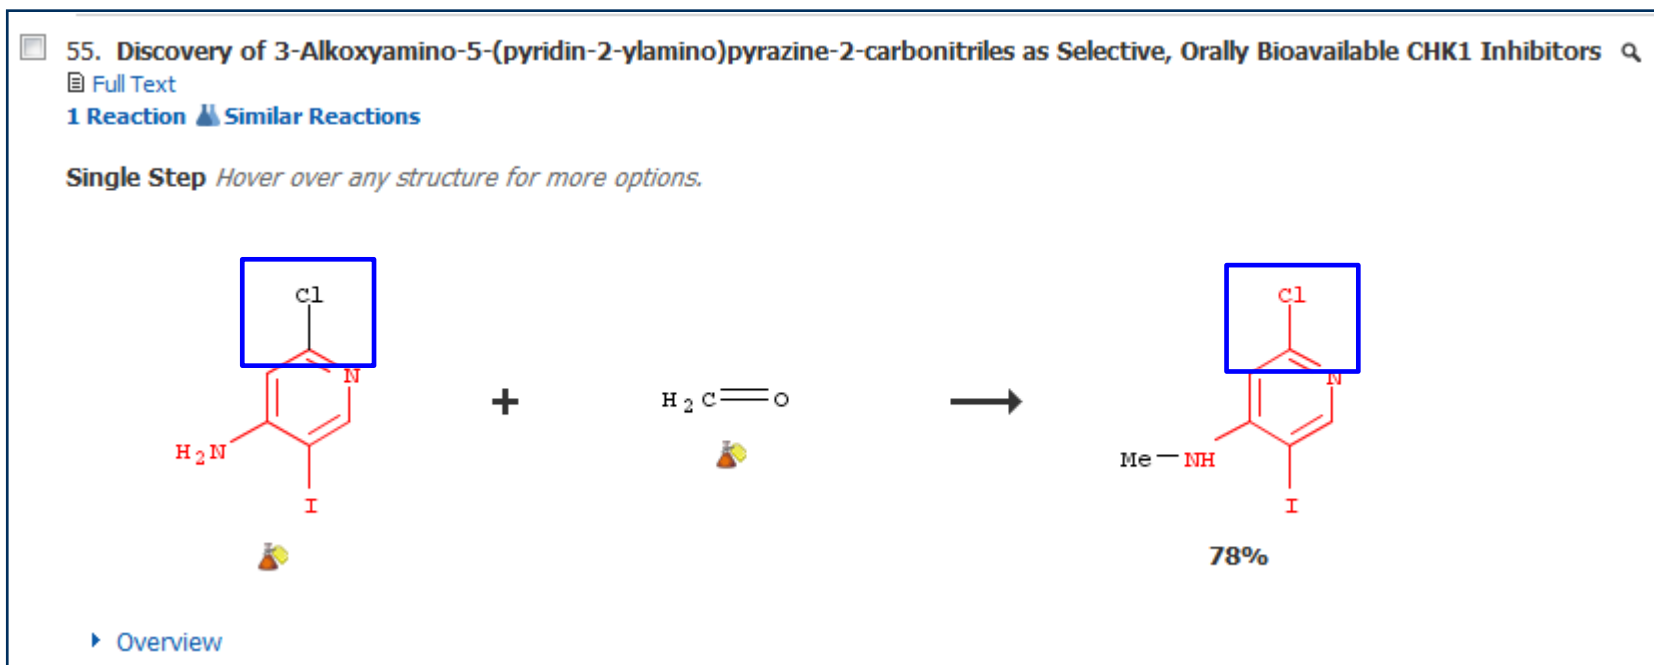 55. Discovery of 3-Alkoxyamino-5-(pyridin-2-ylamino)pyrazine-2-carbonitriles as Selective, Orally Bioavailable CHK1 Inhibitors
Full Text
1 Reaction Similar Reactions
Single Step Hover over any structure for more options.
Cl
N
H2N
I
+
H2C=O
Cl
N
Me-NH
I
78%
Overview